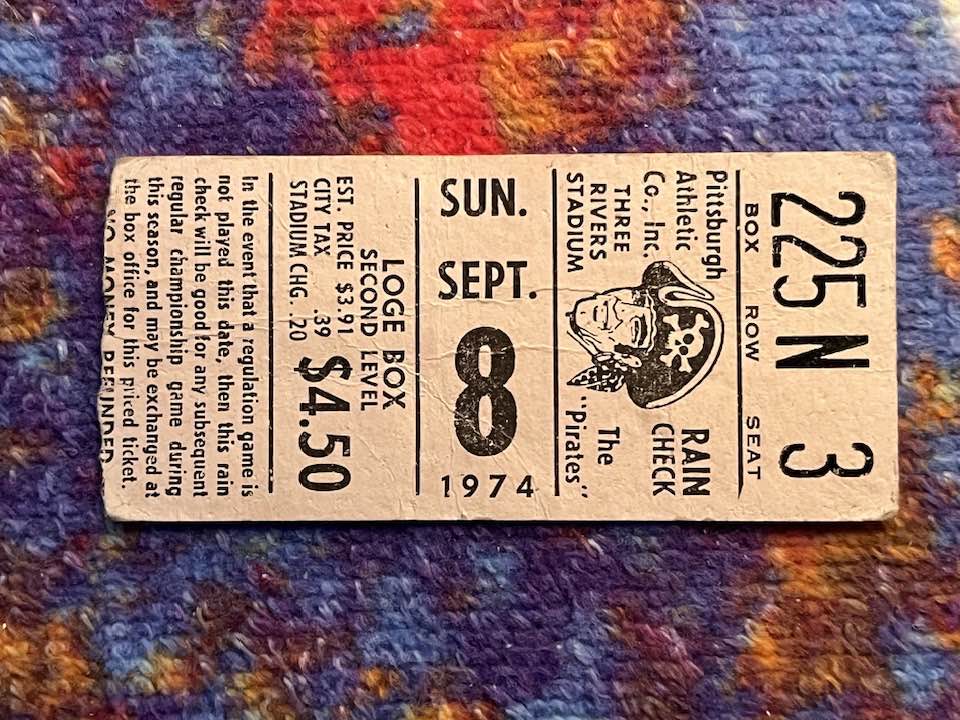 225 N 3
BOX ROW SEAT
Pittsburgh
Athletic
Co., Inc.
THREE
RIVERS
STADIUM
RAIN
CHECK
The
"Pirates"
SUN. SEPT. 8 1974
LOGE BOX
SECOND LEVEL
EST. PRICE $3.91
CITY TAX .39
STADIUM CHG. .20
$4.50
In the event that a regulation game is
not played this date, then this rain
check will be good for any subsequent
regular championship game during
this season, and may be exchanged at
the box office for this priced ticket.
NO MONEY REFUNDED